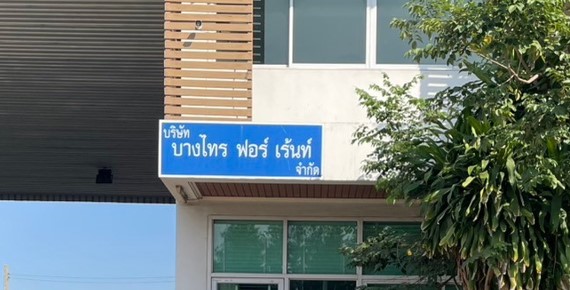 บริษัท
บางไทร ฟอร์ เร้นท์
จำกัด